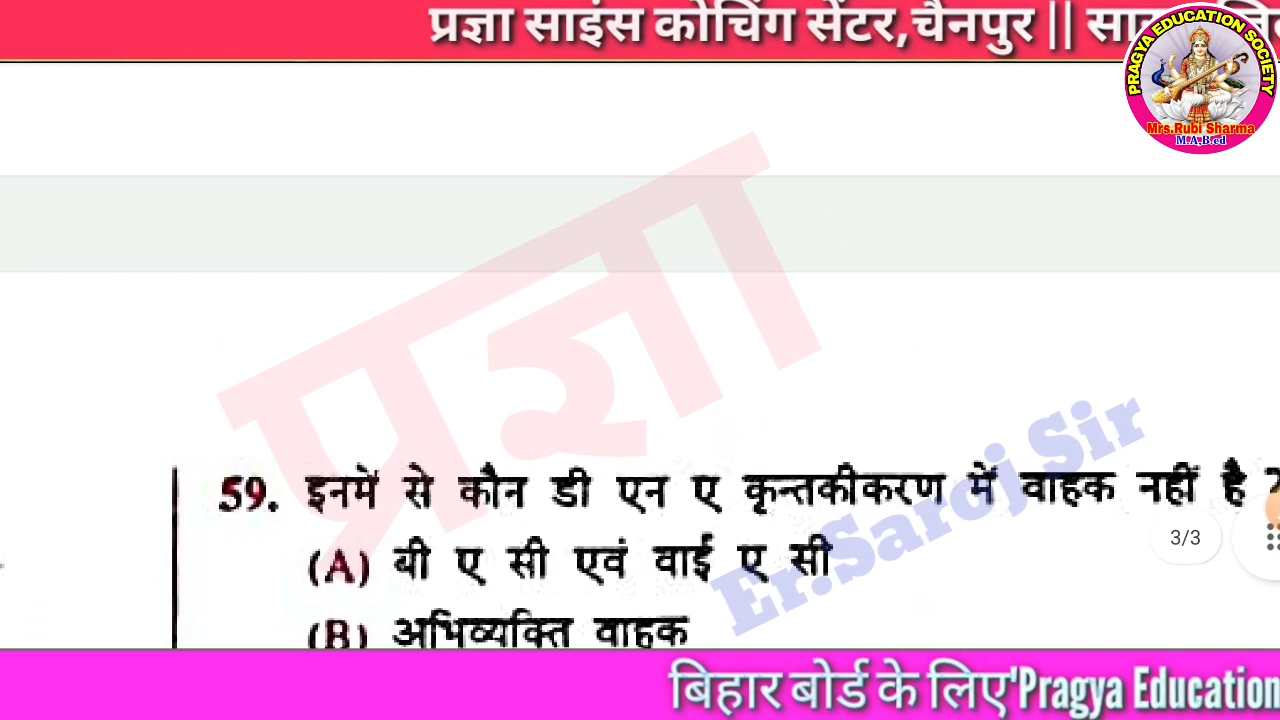 प्रज्ञा साइंस कोचिंग सेंटर,चैनपुर ||
PRAGYA EDUCATION SOCIETY
Mrs.Rubi Sharma
M.A,B.ed
प्रज्ञा
Er.Saroj Sir
59. इनमें से कौन डी एन ए कृन्तकीकरण में वाहक नहीं है ?
3/3
(A) बी ए सी एवं वाई ए सी
(B) अभिव्यक्ति वाहक
बिहार बोर्ड के लिए'Pragya Education